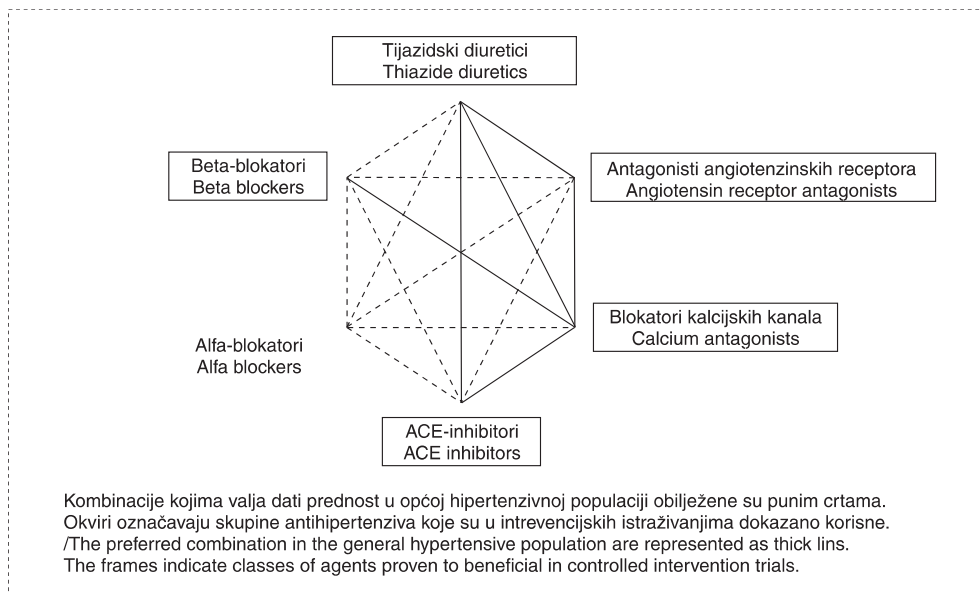 Tijazidski diuretici
Thiazide diuretics
Beta-blokatori
Beta blockers
Antagonisti angiotenzinskih receptora
Angiotensin receptor antagonists
Blokatori kalcijskih kanala
Calcium antagonists
Alfa-blokatori
Alfa blockers
ACE-inhibitori
ACE inhibitors
Kombinacije kojima valja dati prednost u općoj hipertenzivnoj populaciji obilježene su punim crtama.
Okviri označavaju skupine antihipertenziva koje su u intrevencijskih istraživanjima dokazano korisne.
/The preferred combination in the general hypertensive population are represented as thick lins.
The frames indicate classes of agents proven to beneficial in controlled intervention trials.